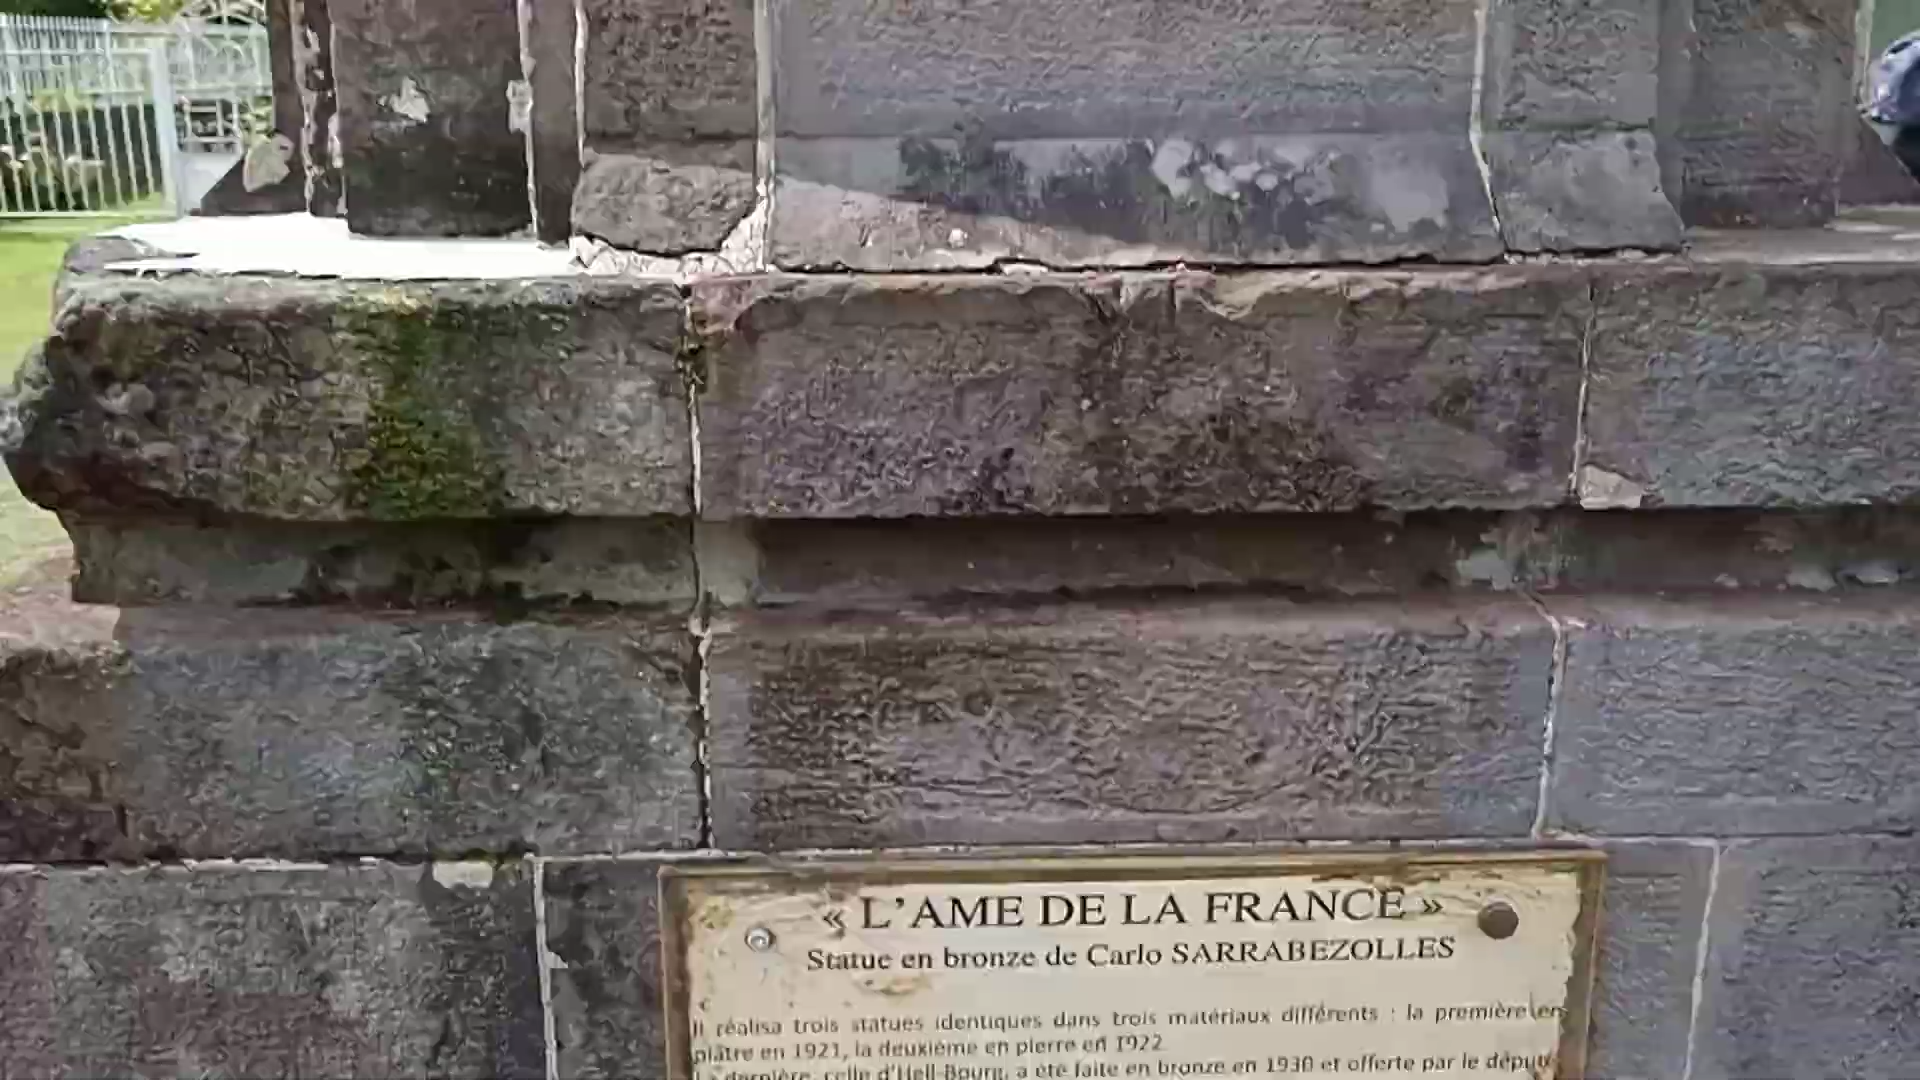 « L'AME DE LA FRANCE »
Statue en bronze de Carlo SARRABEZOLLES
Il réalisa trois statues identiques dans trois matériaux différents : la première en
plâtre en 1921, la deuxième en pierre en 1922
La dernière, celle d'Hell-Bourg, a été faite en bronze en 1930 et offerte par le député